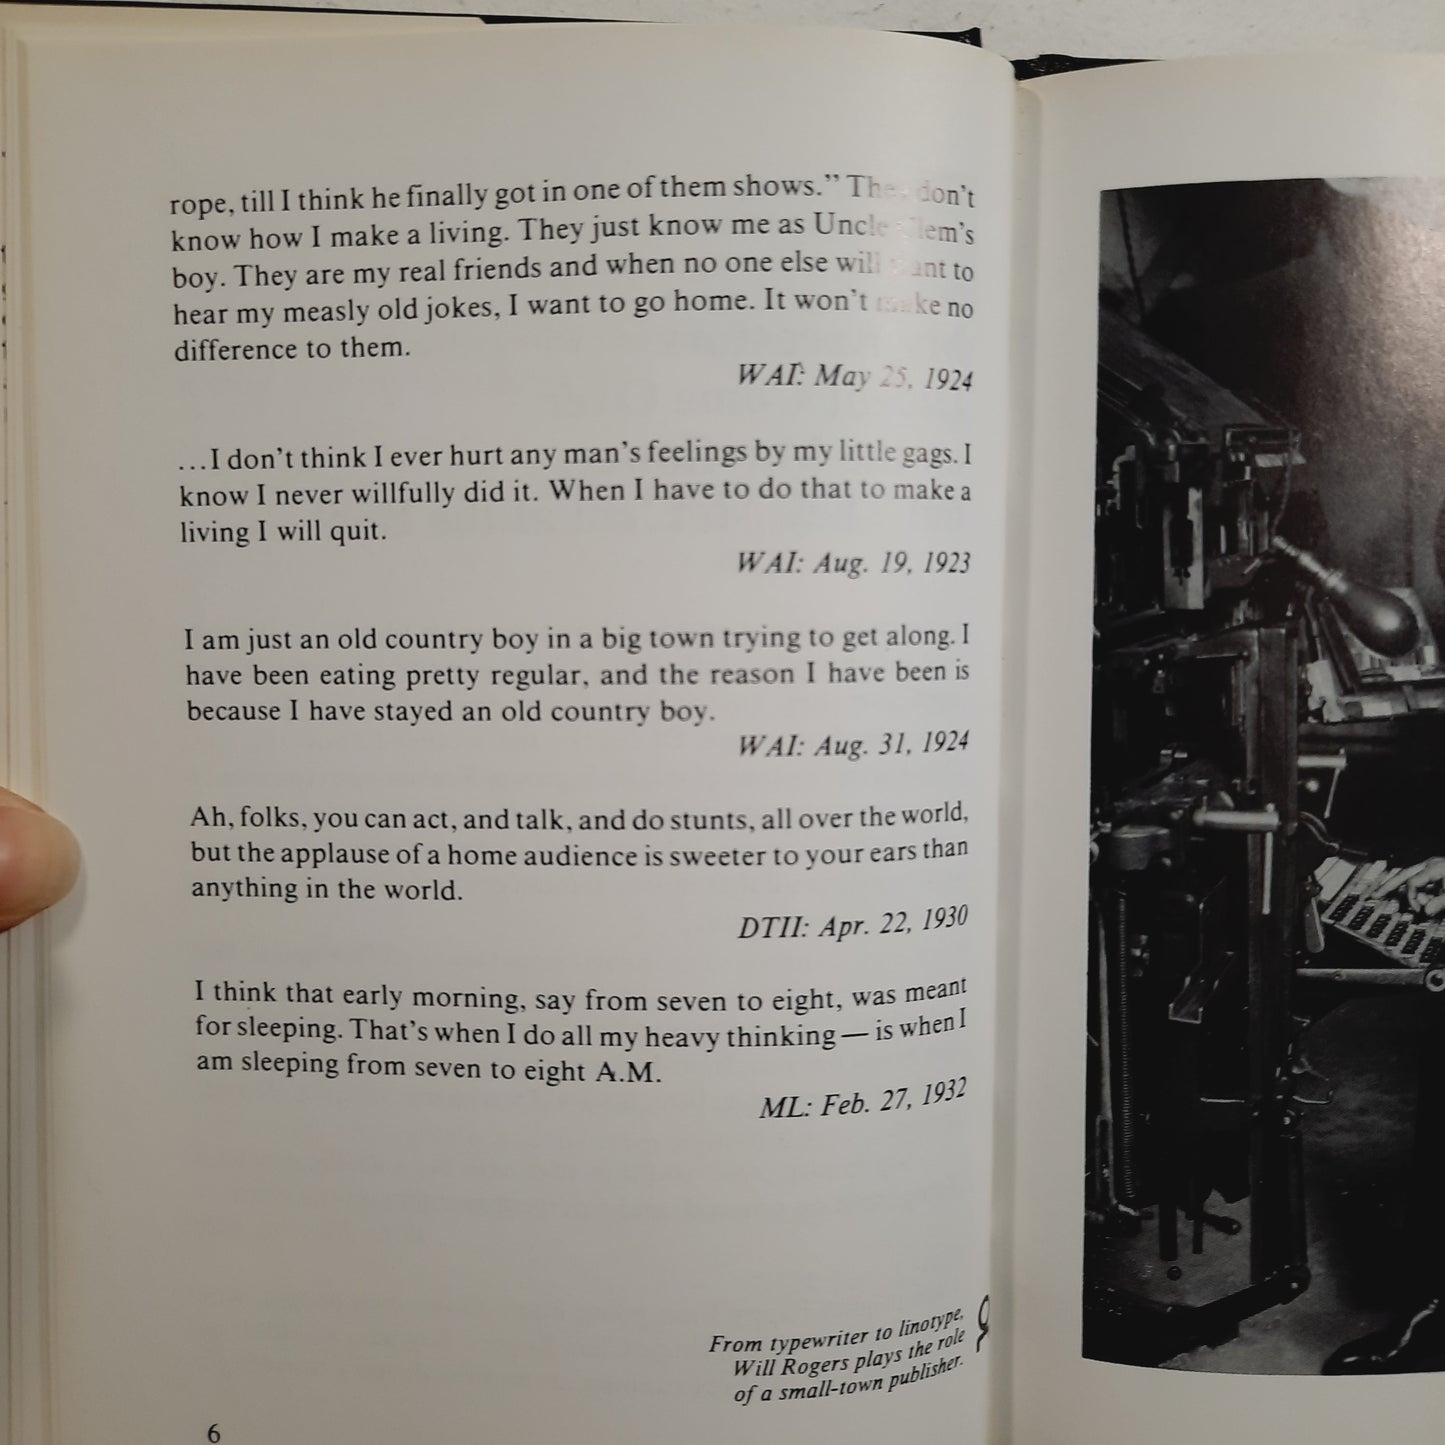 rope, till I think he finally got in one of them shows.” They don’t
know how I make a living. They just know me as Uncle Clem’s
boy. They are my real friends and when no one else will want to
hear my measly old jokes, I want to go home. It won’t make no
difference to them.
WAI: May 25, 1924
...I don’t think I ever hurt any man’s feelings by my little gags. I
know I never willfully did it. When I have to do that to make a
living I will quit.
WAI: Aug. 19, 1923
I am just an old country boy in a big town trying to get along. I
have been eating pretty regular, and the reason I have been is
because I have stayed an old country boy.
WAI: Aug. 31, 1924
Ah, folks, you can act, and talk, and do stunts, all over the world,
but the applause of a home audience is sweeter to your ears than
anything in the world.
DTII: Apr. 22, 1930
I think that early morning, say from seven to eight, was meant
for sleeping. That’s when I do all my heavy thinking — is when I
am sleeping from seven to eight A.M.
ML: Feb. 27, 1932
From typewriter to linotype,
Will Rogers plays the role
of a small-town publisher.
6